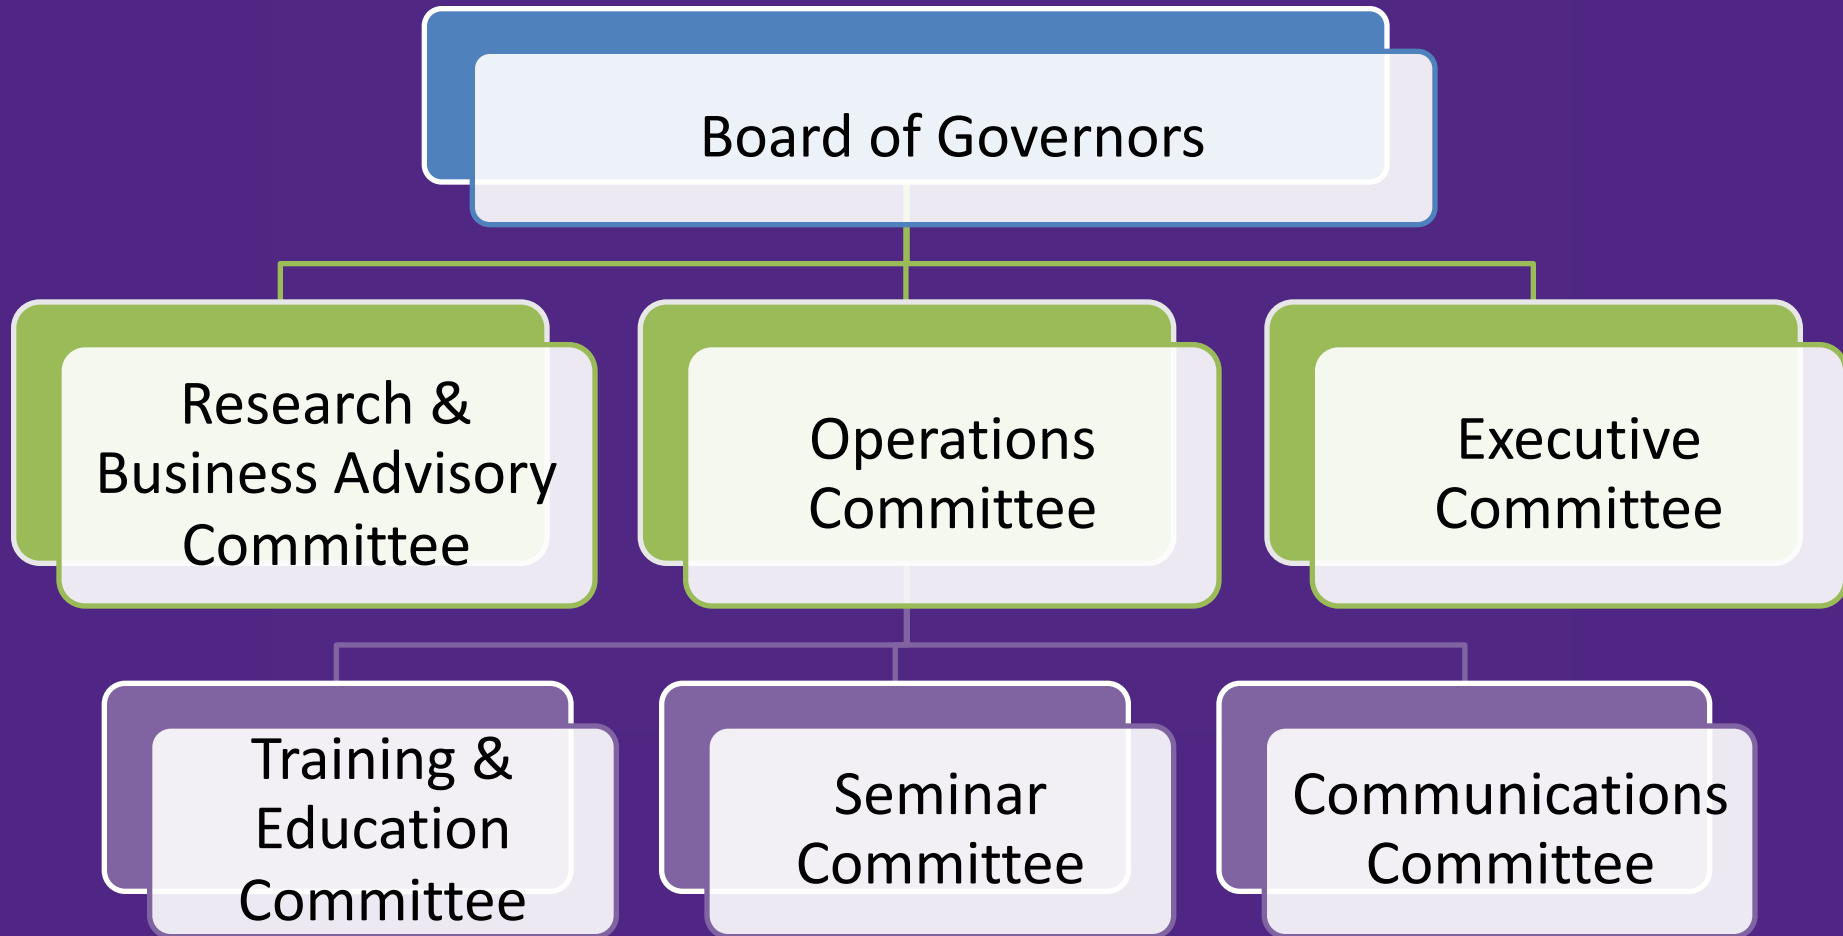 Board of Governors
Research &
Business Advisory
Committee
Operations
Committee
Executive
Committee
Training &
Education
Committee
Seminar
Committee
Communications
Committee